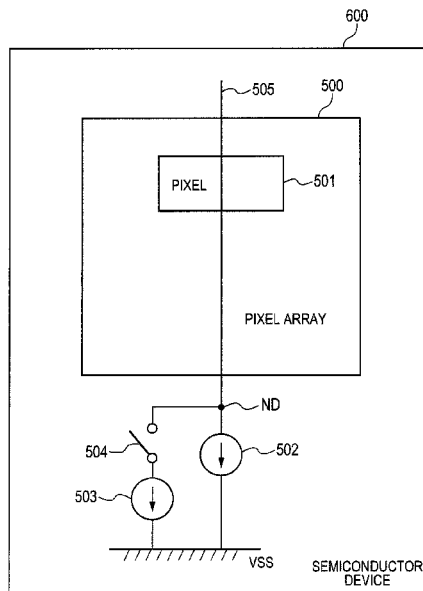 600
505
500
PIXEL
501
PIXEL ARRAY
ND
504
502
503
VSS
SEMICONDUCTOR
DEVICE